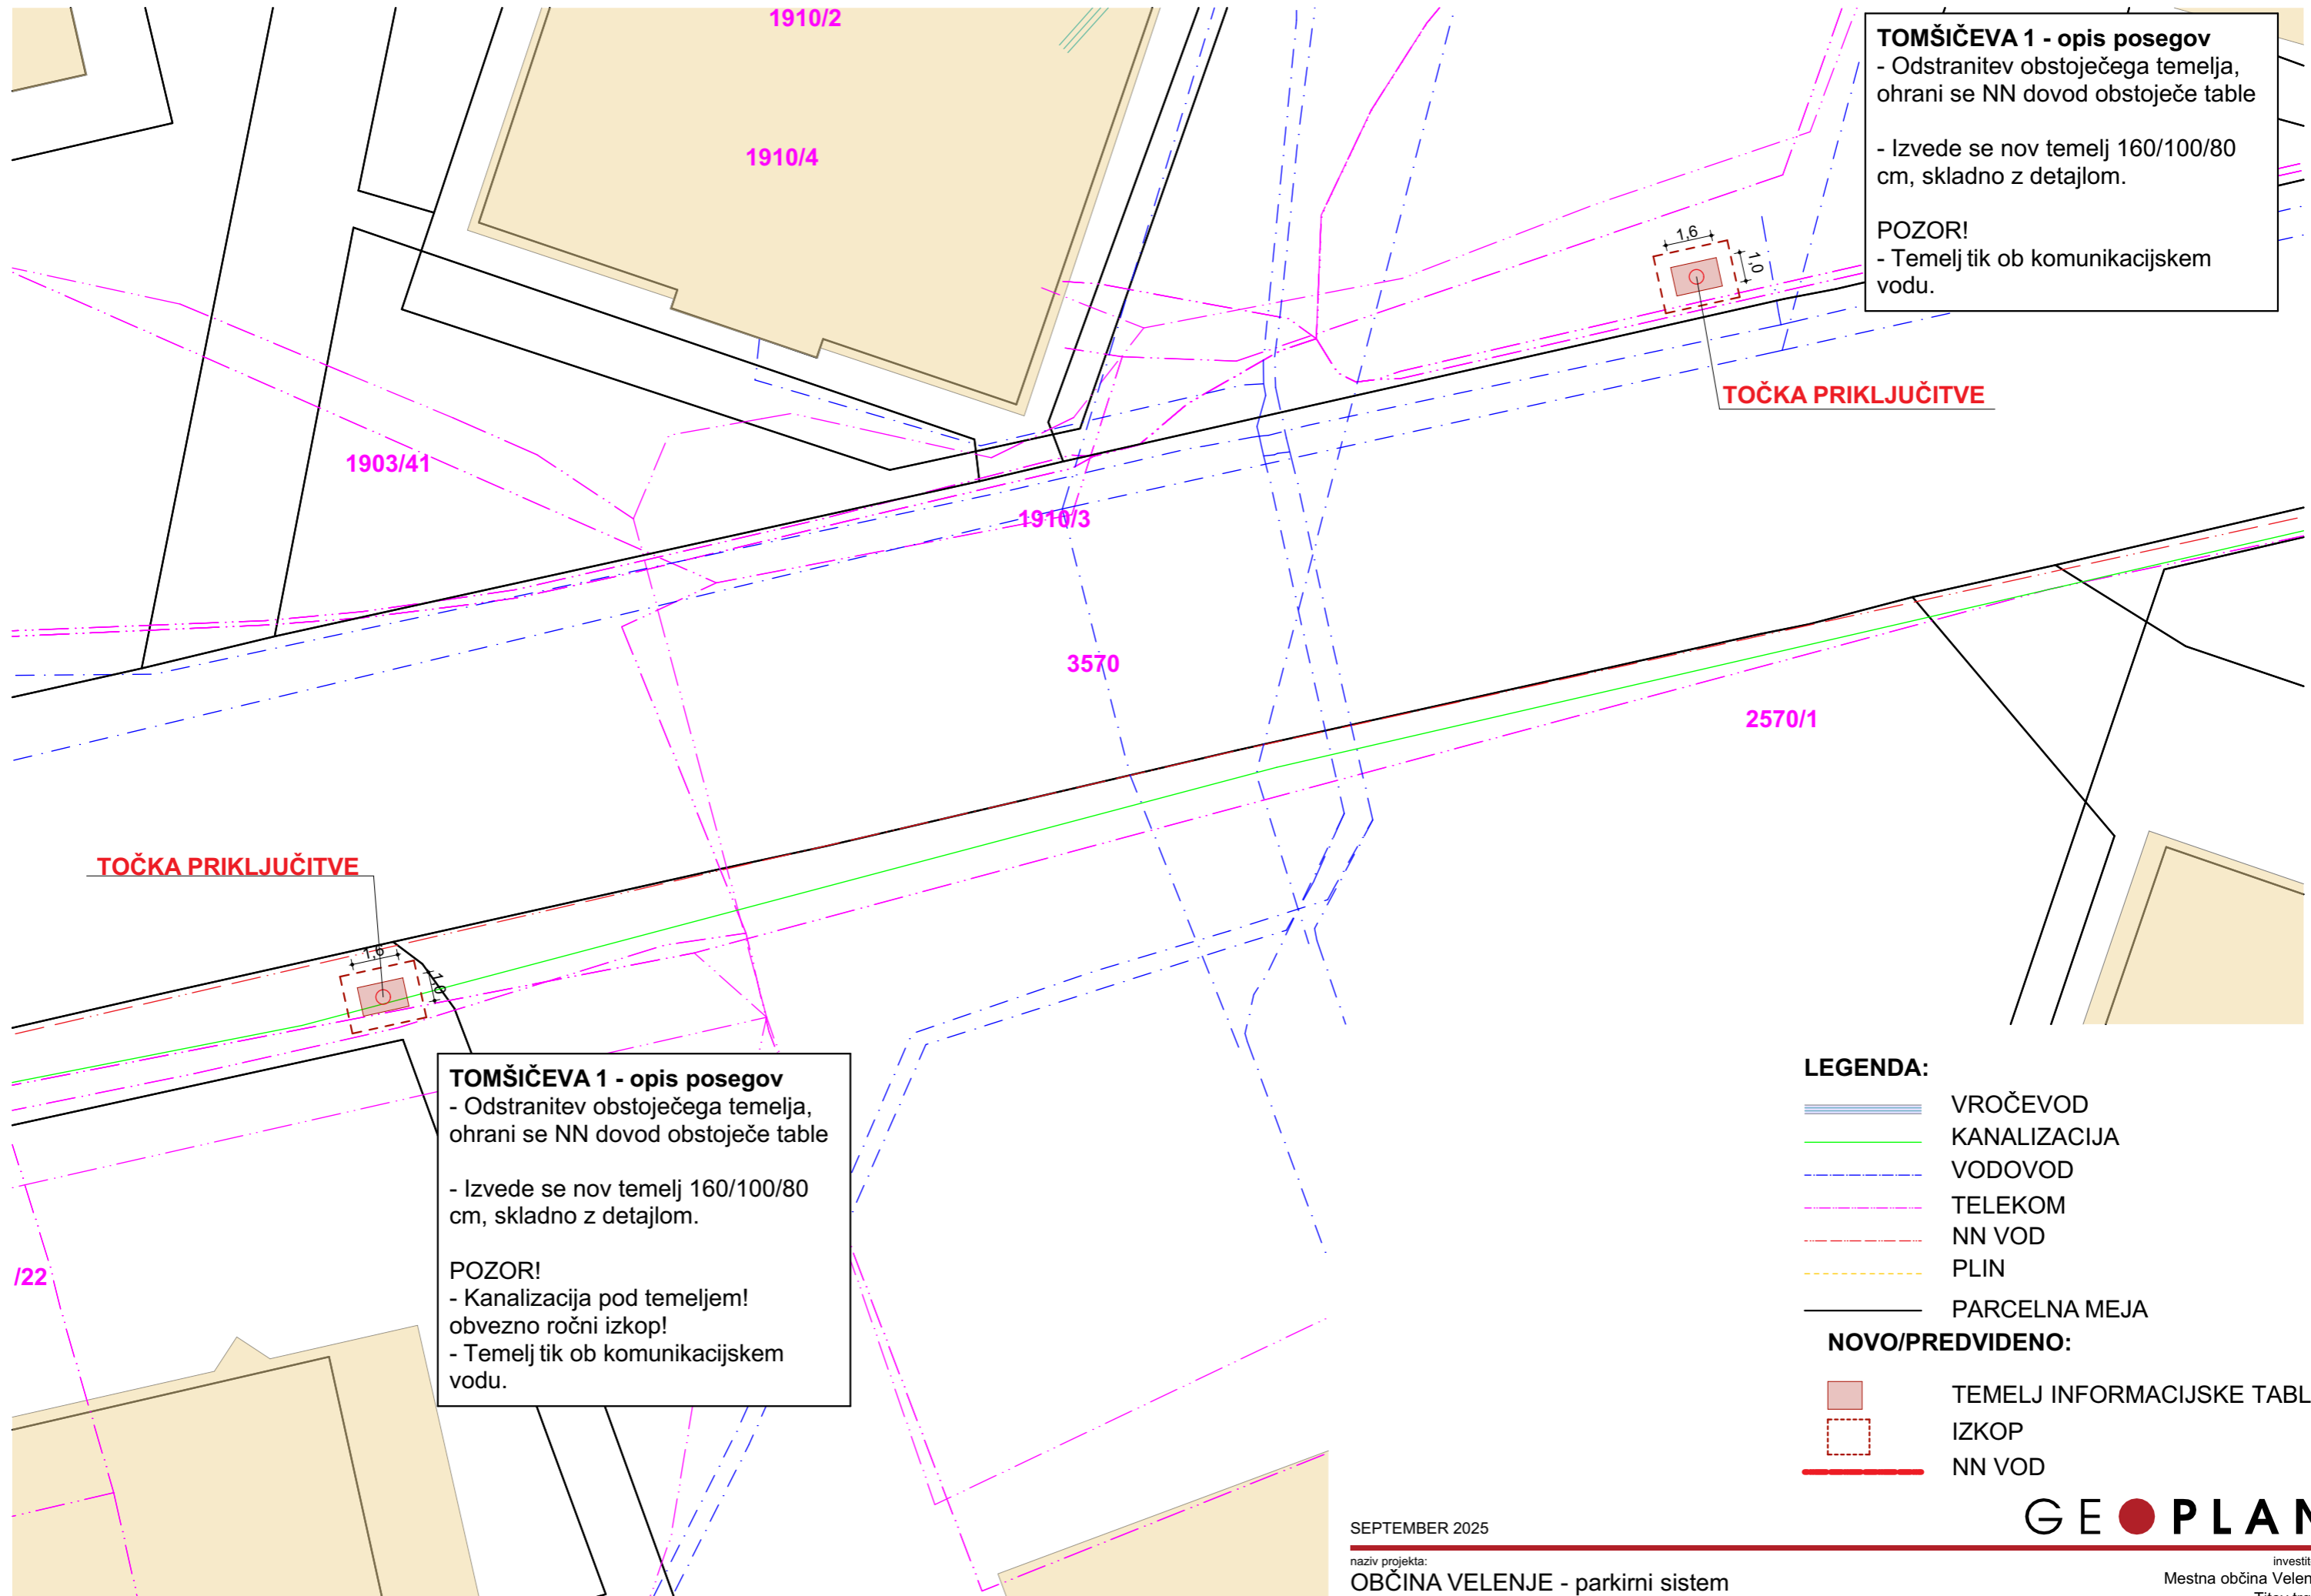 1910/2
TOMŠIČEVA 1 - opis posegov
- Odstranitev obstoječega temelja,
ohrani se NN dovod obstoječe table
- Izvede se nov temelj 160/100/80
cm, skladno z detajlom.
POZOR!
- Temelj tik ob komunikacijskem
vodu.
1910/4
1,6
1,0
TOČKA PRIKLJUČITVE
1903/41
1910/3
3570
2570/1
TOČKA PRIKLJUČITVE
1,6
1,0
TOMŠIČEVA 1 - opis posegov
- Odstranitev obstoječega temelja,
ohrani se NN dovod obstoječe table
- Izvede se nov temelj 160/100/80
cm, skladno z detajlom.
POZOR!
- Kanalizacija pod temeljem!
obvezno ročni izkop!
- Temelj tik ob komunikacijskem
vodu.
/22
LEGENDA:
VROČEVOD
KANALIZACIJA
VODOVOD
TELEKOM
NN VOD
PLIN
PARCELNA MEJA
NOVO/PREDVIDENO:
TEMELJ INFORMACIJSKE TABL
IZKOP
NN VOD
GEOPLAN
SEPTEMBER 2025
naziv projekta:
OBČINA VELENJE - parkirni sistem
investit
Mestna občina Velen